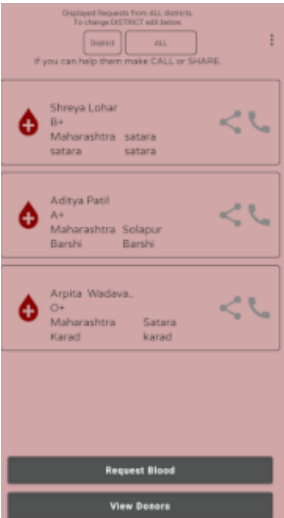 Displayed Requests from ALL districts.
To change DISTRICT edit below.
District ALL
If you can help them make CALL or SHARE.
Shreya Lohar
B+
Maharashtra satara
satara satara
Aditya Patil
A+
Maharashtra Solapur
Barshi Barshi
Arpita Wadava..
O+
Maharashtra Satara
Karad karad
Request Blood
View Donors